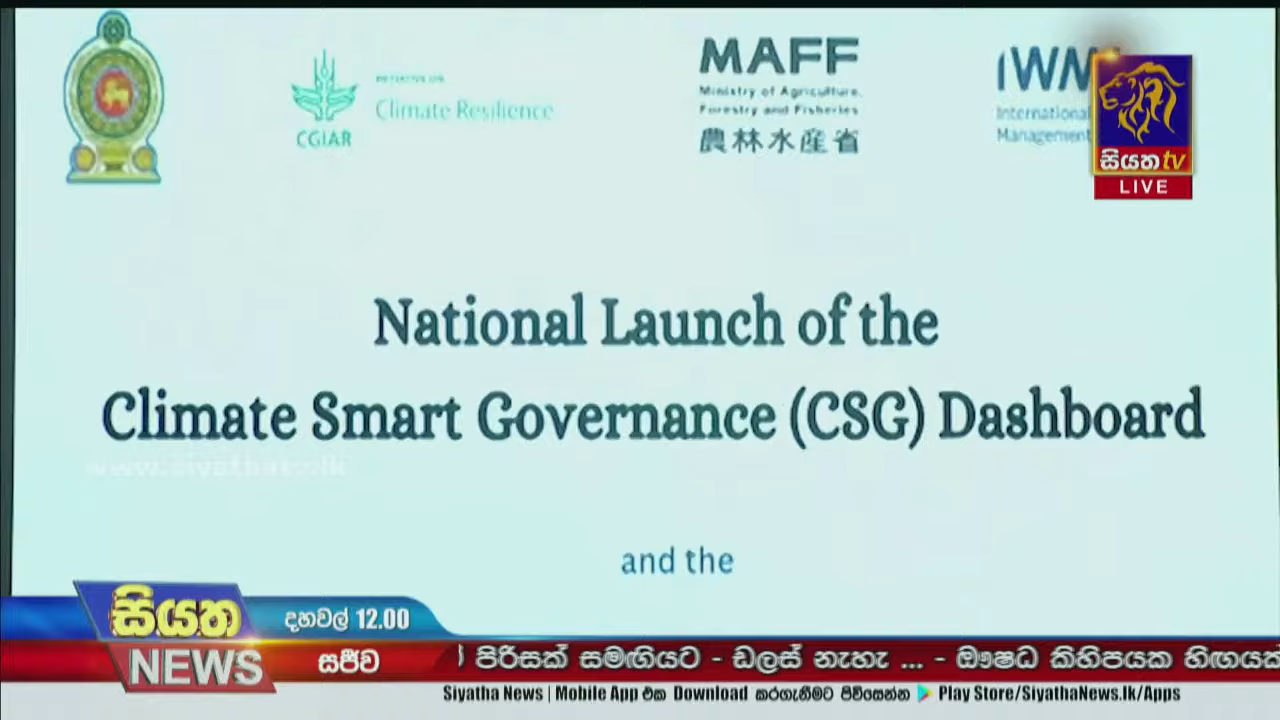 INITIATIVE ON
Climate Resilience
CGIAR
MAFF
Ministry of Agriculture,
Forestry and Fisheries
農林水産省
International
Management
සියත tv
LIVE
National Launch of the
Climate Smart Governance (CSG) Dashboard
and the
සියත
NEWS
දහවල් 12.00
සජීව
පිරිසක් සමඟියට - ඩලස් නැහැ ... - ඖෂධ කිහිපයක හිඟයක්
Siyatha News | Mobile App එක Download කරගැනීමට පිවිසෙන්න Play Store/SiyathaNews.lk/Apps